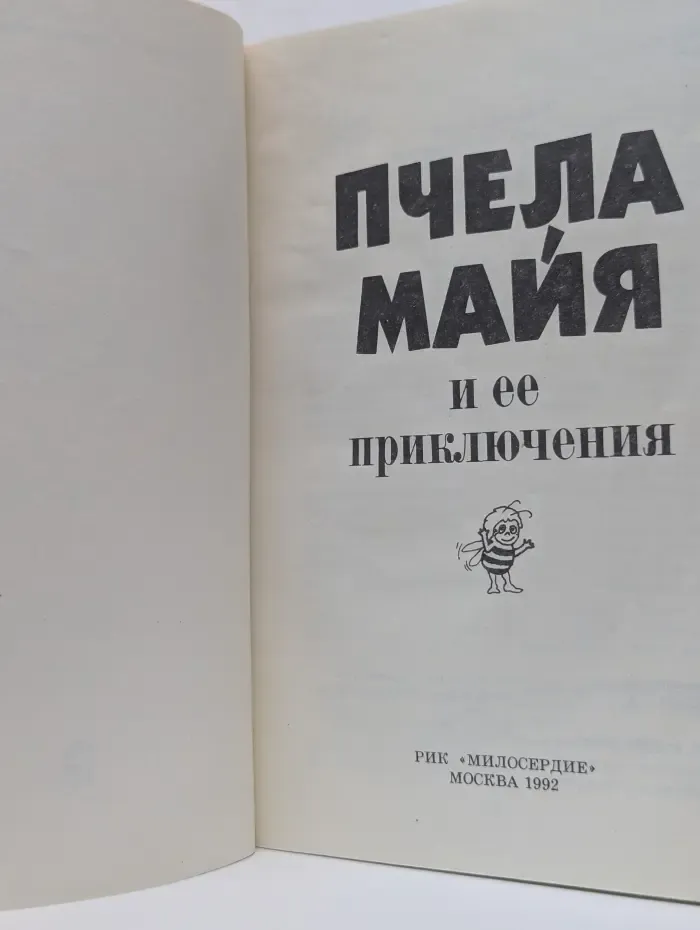 ПЧЕЛА
МАЙЯ
и ее
приключения
РИК «МИЛОСЕРДИЕ»
МОСКВА 1992